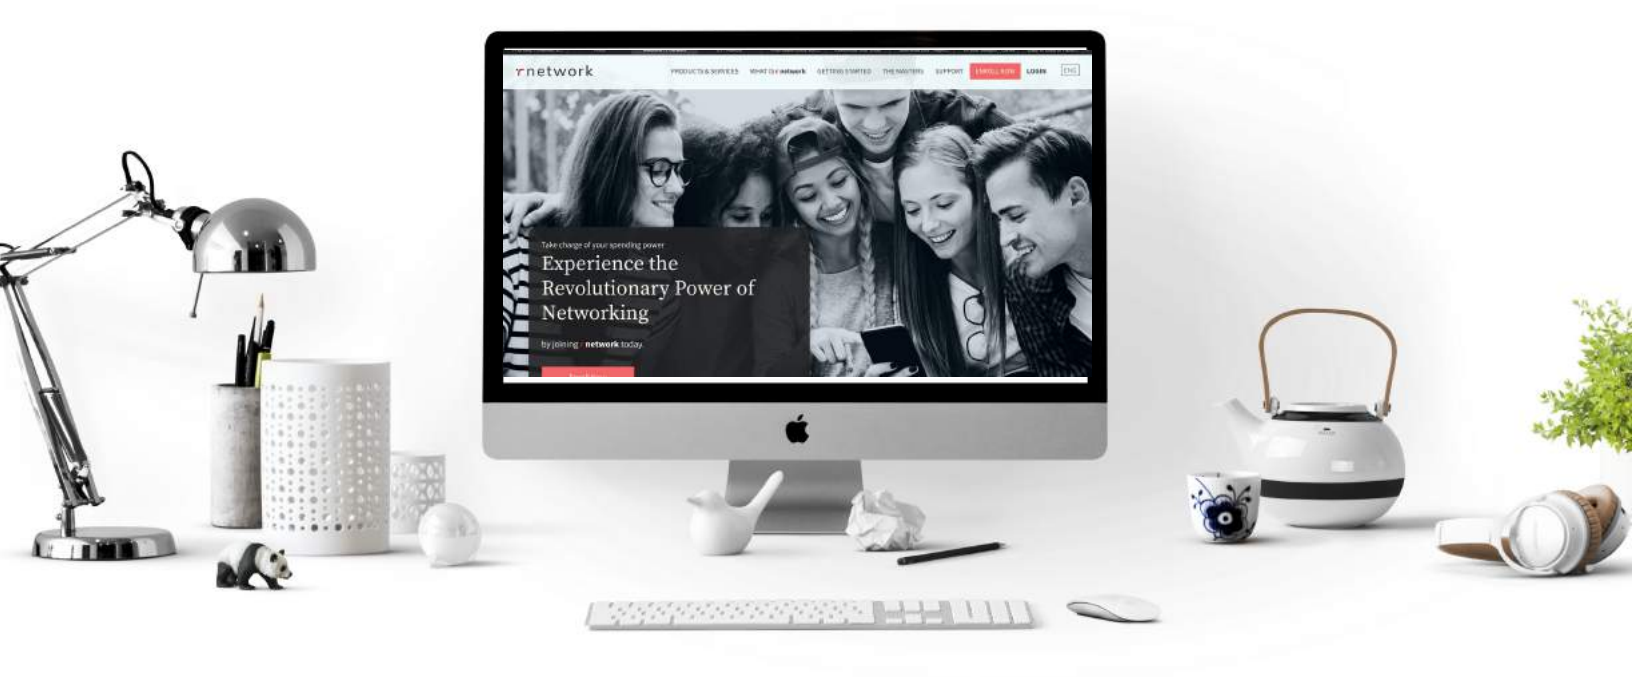 rnetwork
PRODUCTS & SERVICES WHAT IS r network GETTING STARTED THE MASTERS SUPPORT ENROLL NOW LOGIN ENG
Take charge of your spending power
Experience the
Revolutionary Power of
Networking
by joining r network today.